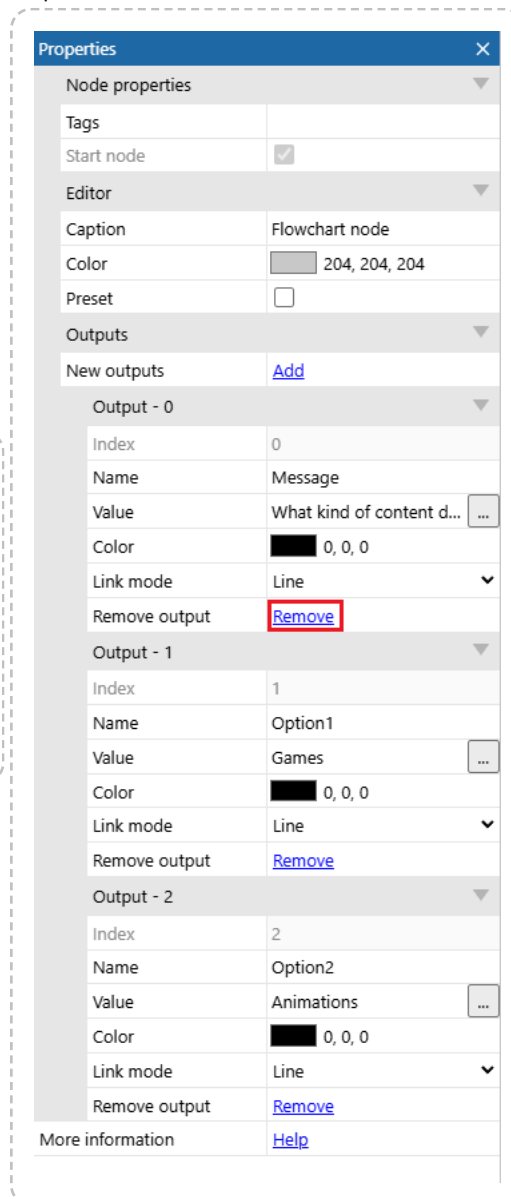 Properties
Node properties
Tags
Start node
Editor
Caption Flowchart node
Color 204, 204, 204
Preset
Outputs
New outputs Add
Output - 0
Index 0
Name Message
Value What kind of content d... ...
Color 0, 0, 0
Link mode Line
Remove output Remove
Output - 1
Index 1
Name Option1
Value Games ...
Color 0, 0, 0
Link mode Line
Remove output Remove
Output - 2
Index 2
Name Option2
Value Animations ...
Color 0, 0, 0
Link mode Line
Remove output Remove
More information Help